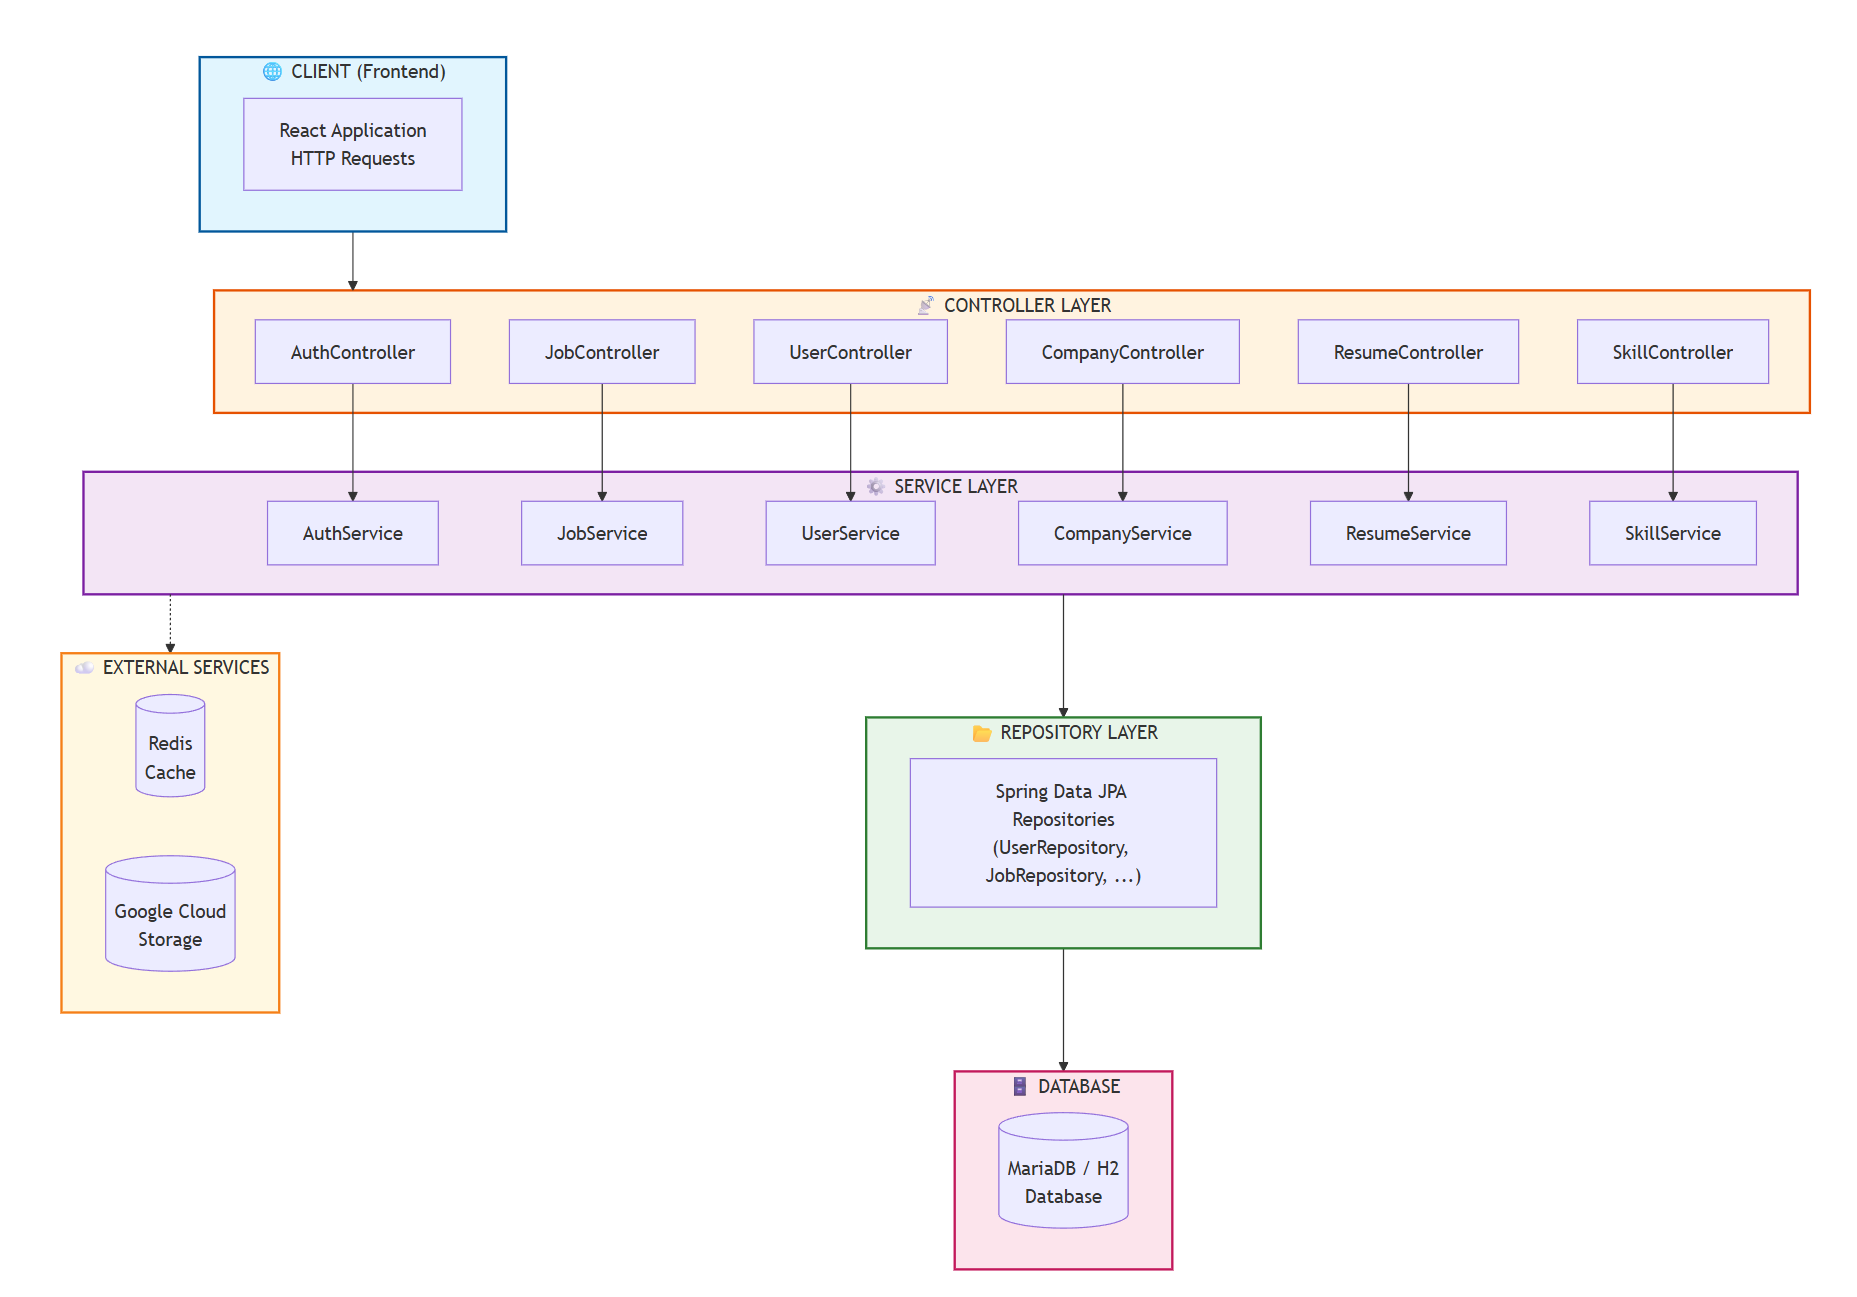 CLIENT (Frontend)
React Application
HTTP Requests
CONTROLLER LAYER
AuthController
JobController
UserController
CompanyController
ResumeController
SkillController
SERVICE LAYER
AuthService
JobService
UserService
CompanyService
ResumeService
SkillService
EXTERNAL SERVICES
Redis
Cache
Google Cloud
Storage
REPOSITORY LAYER
Spring Data JPA
Repositories
(UserRepository,
JobRepository, ...)
DATABASE
MariaDB / H2
Database